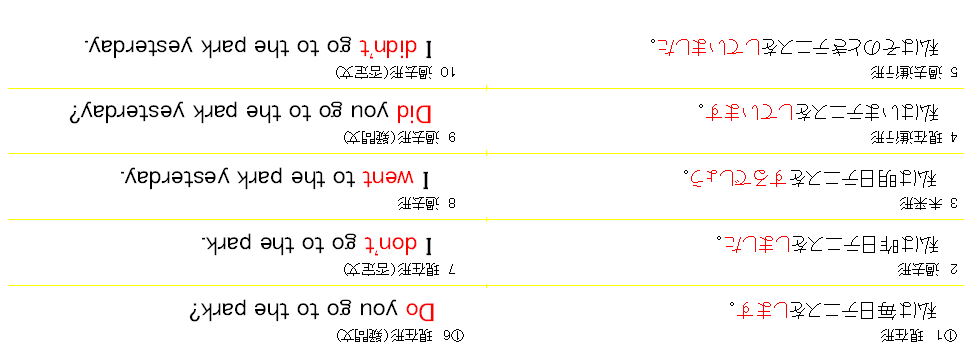 ①1 現在形
私は毎日テニスをします。
2 過去形
私は昨日テニスをしました。
3 未来形
私は明日テニスをするでしょう。
4 現在進行形
私はいまテニスをしています。
5 過去進行形
私はそのときテニスをしていました。
①6 現在形(疑問文)
Do you go to the park?
7 現在形(否定文)
I don't go to the park.
8 過去形
I went to the park yesterday.
9 過去形(疑問文)
Did you go to the park yesterday?
10 過去形(否定文)
I didn't go to the park yesterday.